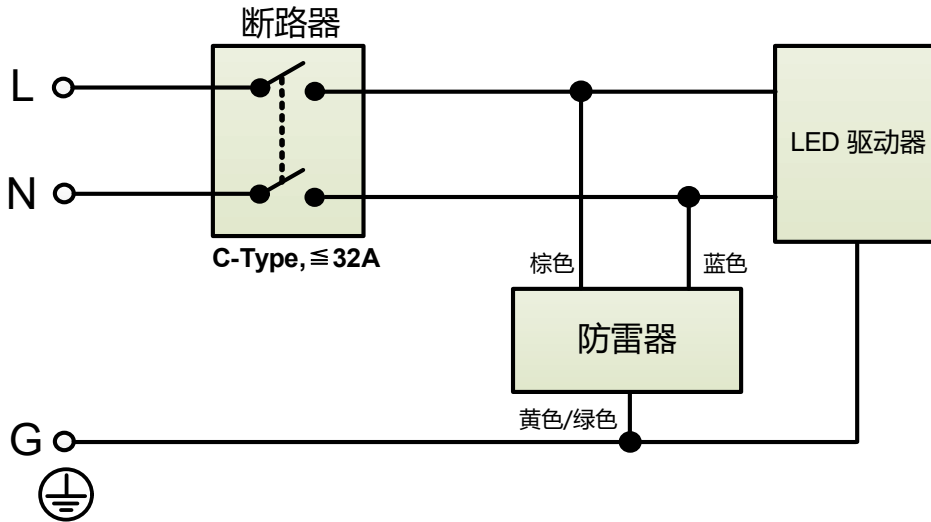 断路器
L
N
LED 驱动器
C-Type,≦32A
棕色
蓝色
防雷器
黄色/绿色
G